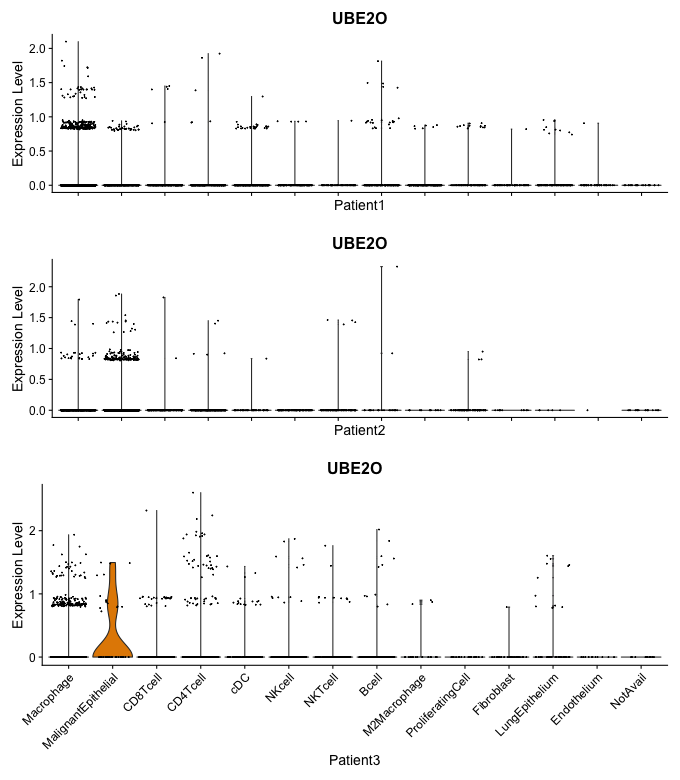 UBE2O
Expression Level
2.0
1.5
1.0
0.5
0.0
Patient1
UBE2O
Expression Level
2.0
1.5
1.0
0.5
0.0
Patient2
UBE2O
Expression Level
2
1
0
Macrophage
MalignantEpithelial
CD8Tcell
CD4Tcell
cDC
NKcell
NKTcell
Bcell
M2Macrophage
ProliferatingCell
Fibroblast
LungEpithelium
Endothelium
NotAvail
Patient3